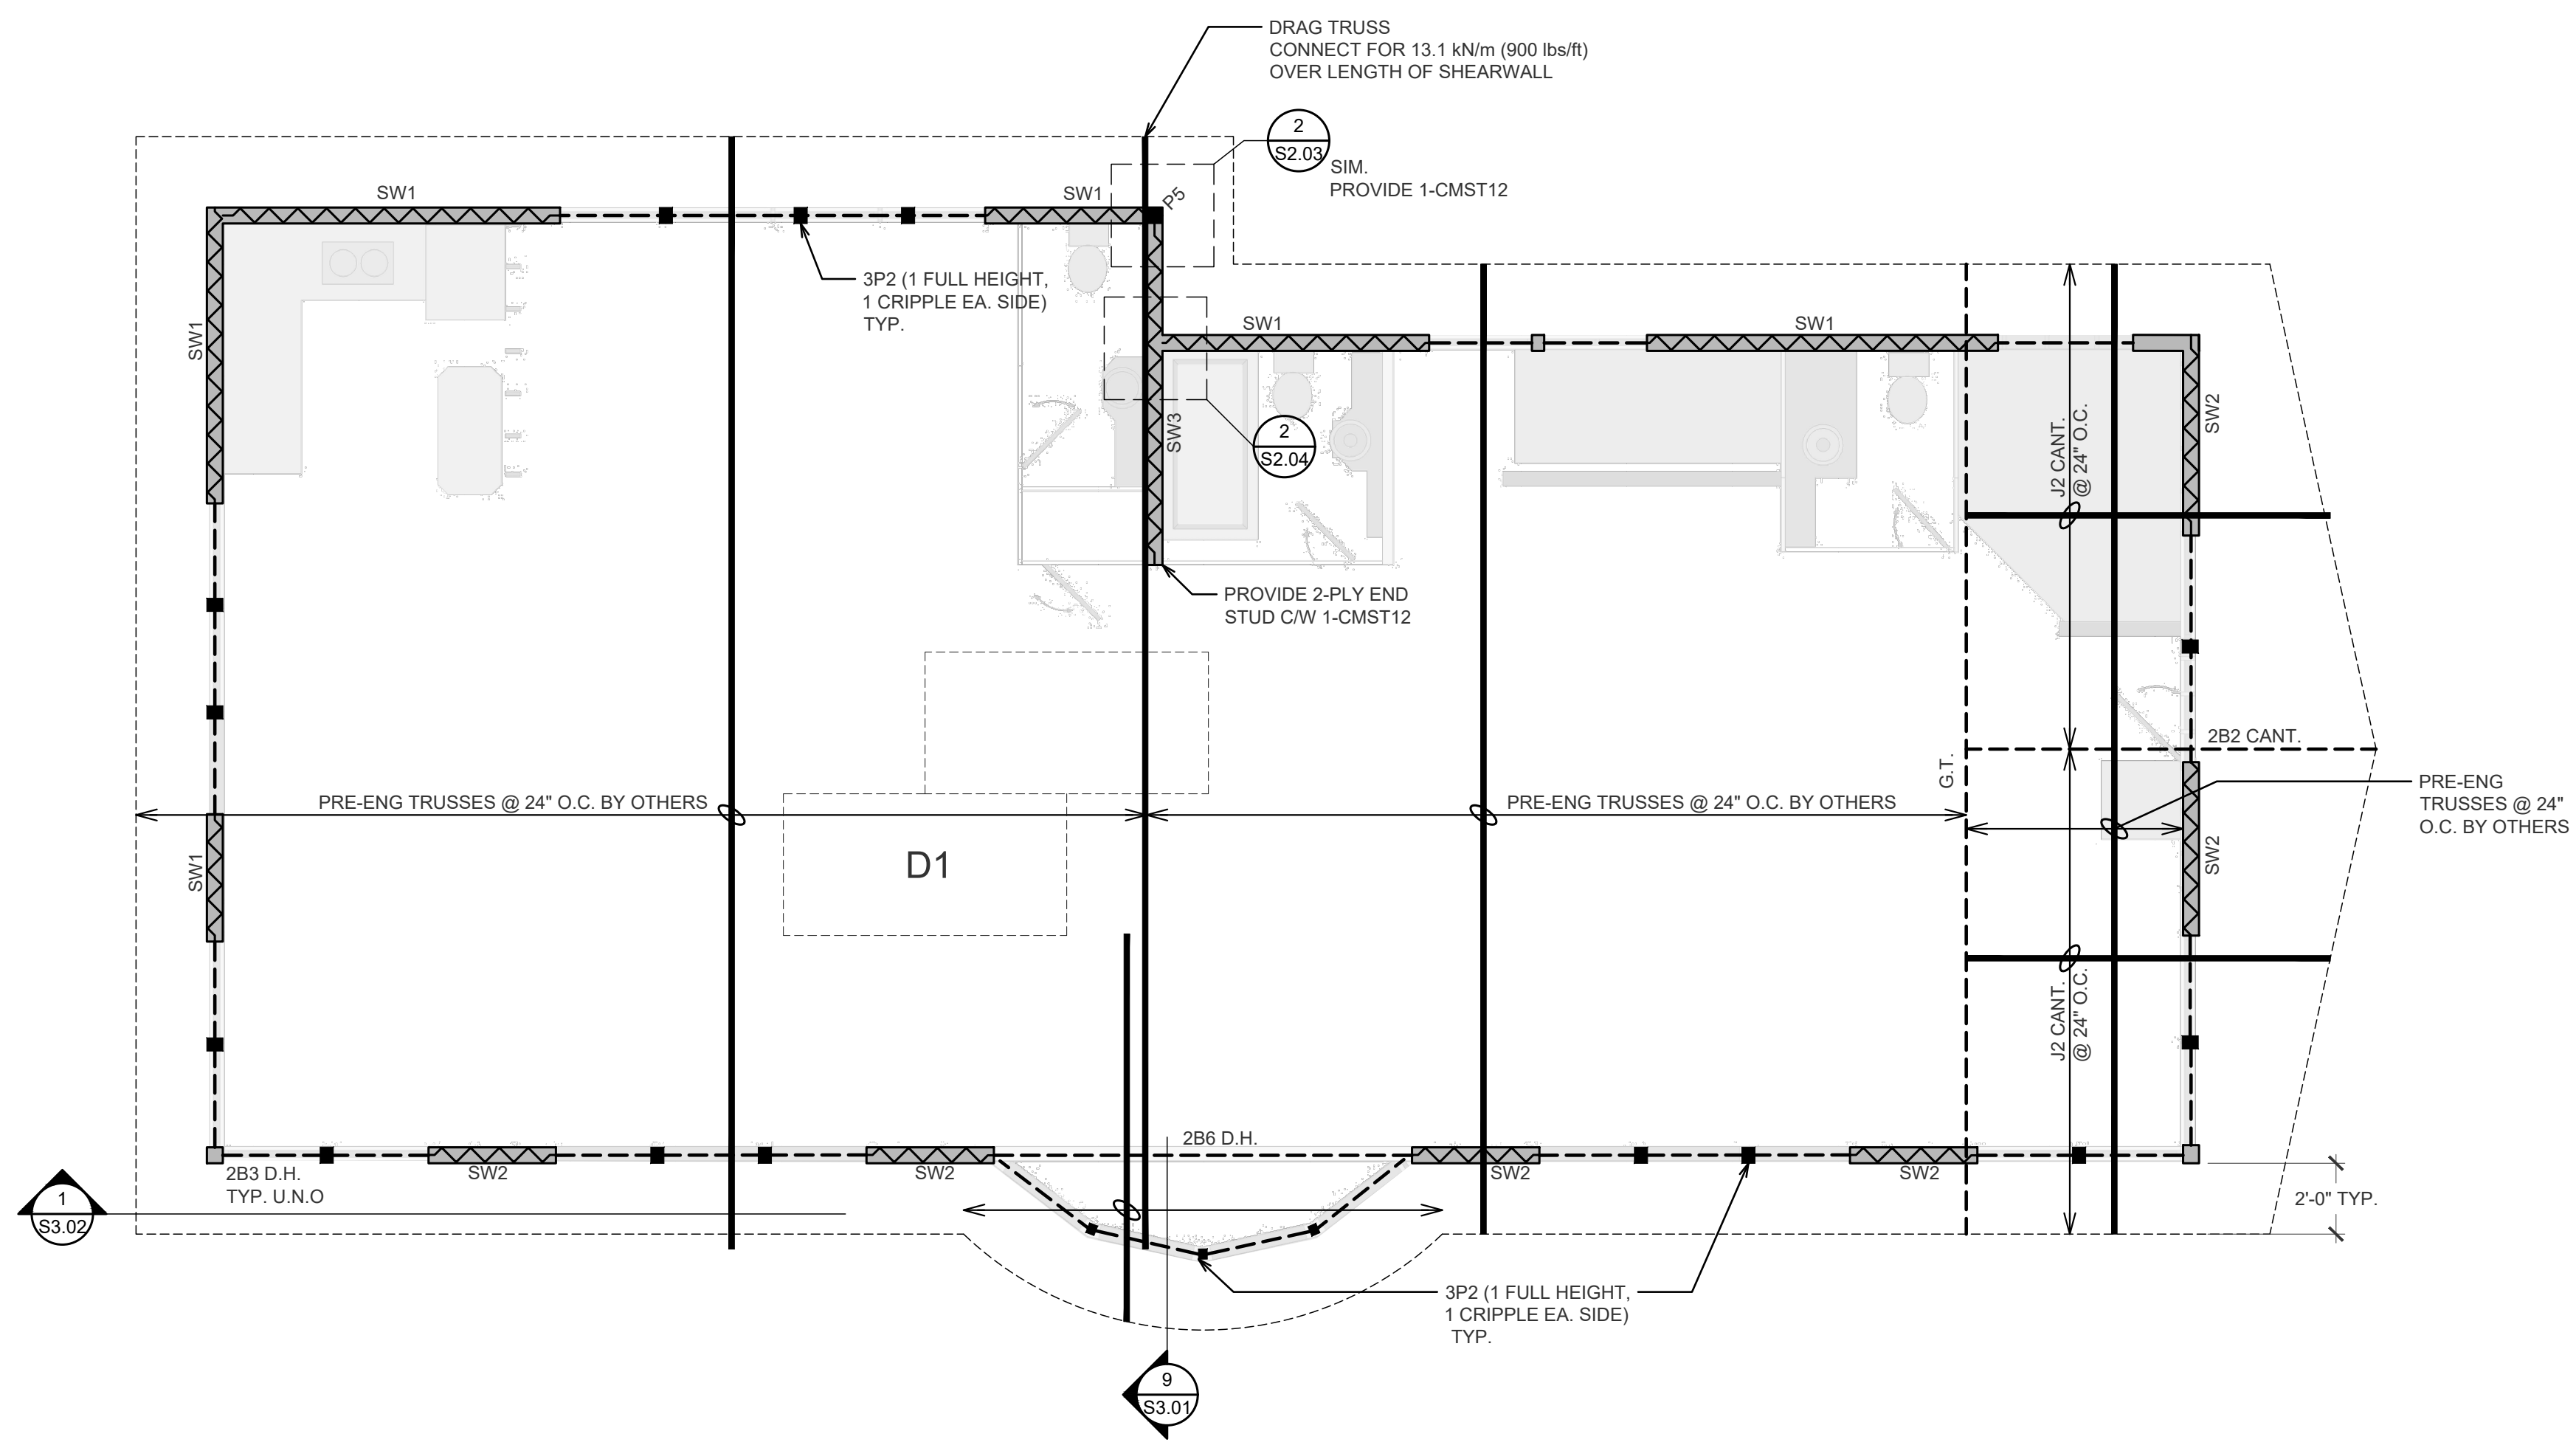 DRAG TRUSS
CONNECT FOR 13.1 kN/m (900 lbs/ft)
OVER LENGTH OF SHEARWALL
2
S2.03
SIM.
PROVIDE 1-CMST12
SW1
SW1
P5
3P2 (1 FULL HEIGHT,
1 CRIPPLE EA. SIDE)
TYP.
SW1
SW1
SW1
SW2
SW3
2
S2.04
J2 CANT.
@ 24" O.C.
PROVIDE 2-PLY END
STUD C/W 1-CMST12
2B2 CANT.
G.T.
PRE-ENG TRUSSES @ 24" O.C. BY OTHERS
PRE-ENG TRUSSES @ 24" O.C. BY OTHERS
PRE-ENG
TRUSSES @ 24"
O.C. BY OTHERS
D1
SW1
SW2
J2 CANT.
@ 24" O.C.
2B6 D.H.
2B3 D.H.
TYP. U.N.O
SW2
SW2
SW2
SW2
1
S3.02
2'-0" TYP.
3P2 (1 FULL HEIGHT,
1 CRIPPLE EA. SIDE)
TYP.
9
S3.01